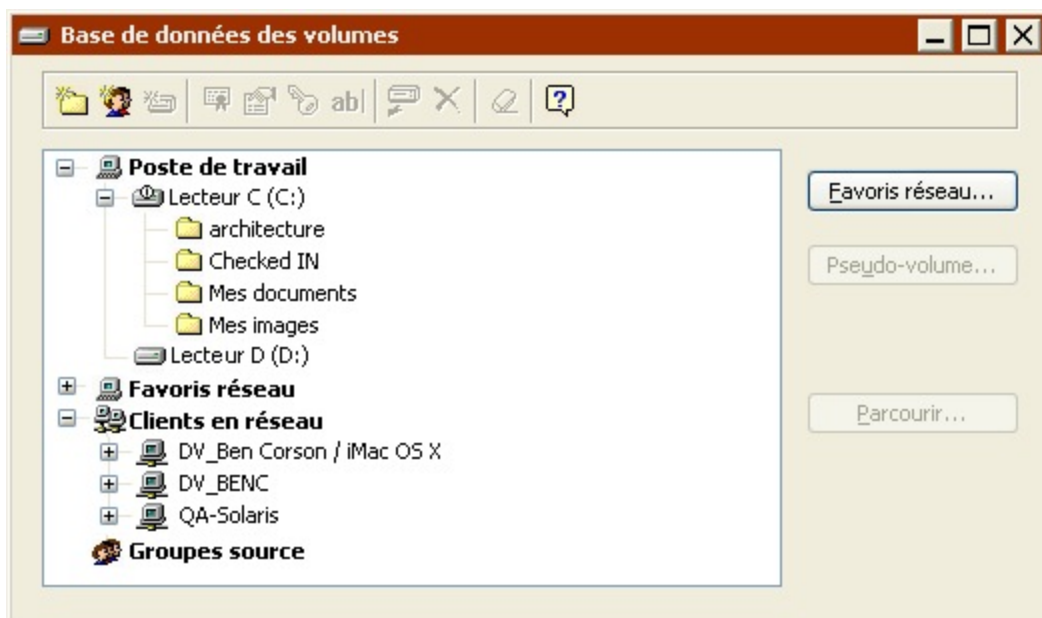 Base de données des volumes
ab|
Poste de travail
Lecteur C (C:)
architecture
Checked IN
Mes documents
Mes images
Lecteur D (D:)
Favoris réseau
Clients en réseau
DV_Ben Corson / iMac OS X
DV_BENC
QA-Solaris
Groupes source
Favoris réseau...
Pseudo-volume...
Parcourir...